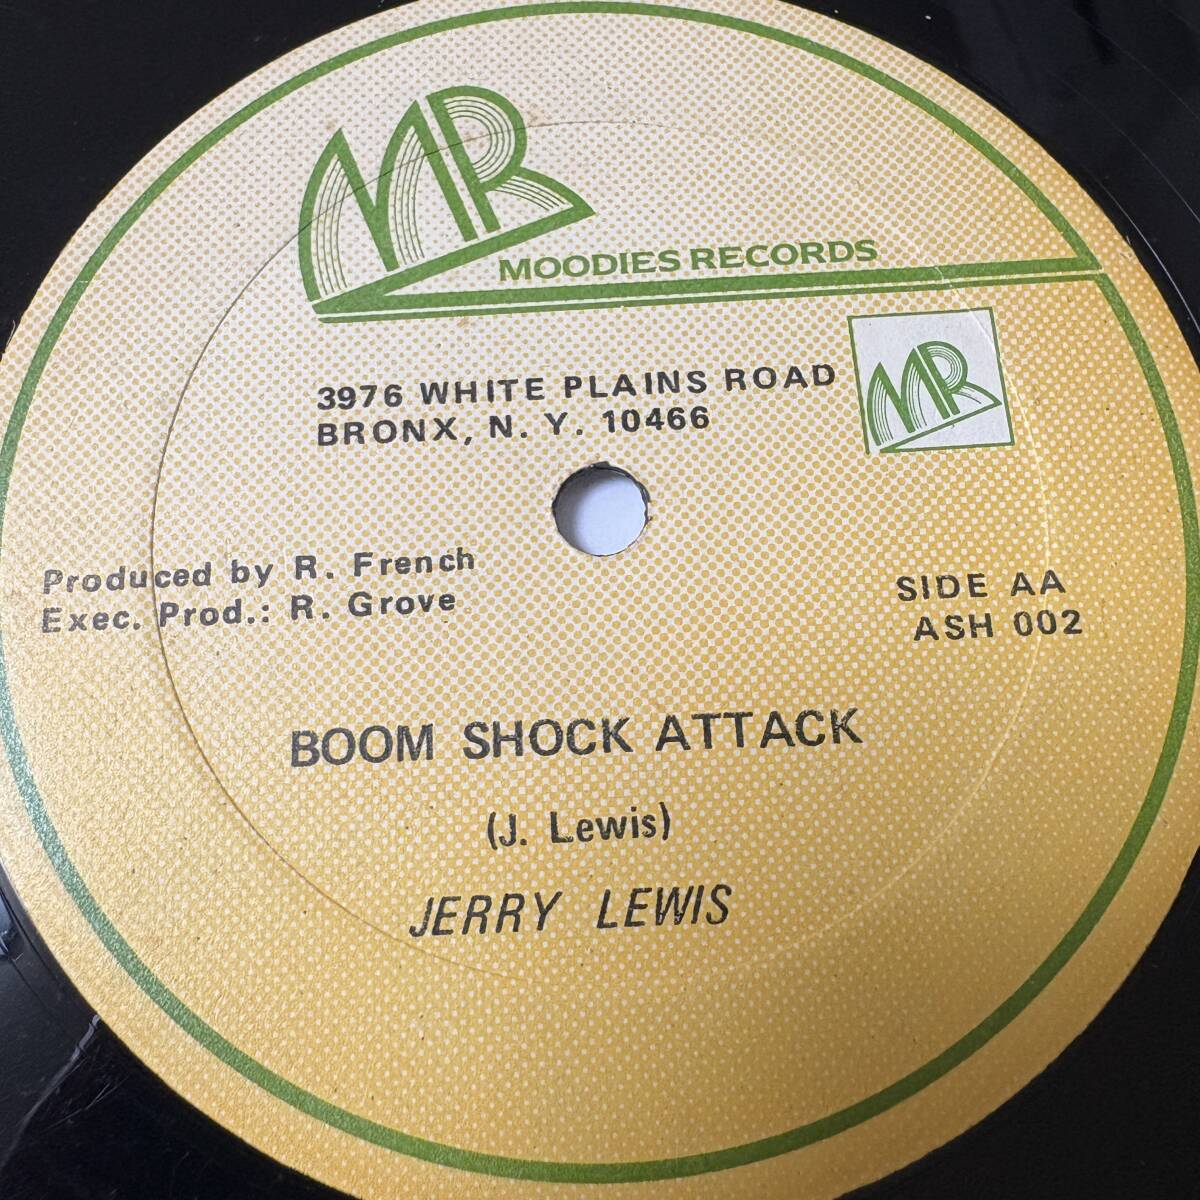 MR
MOODIES RECORDS
3976 WHITE PLAINS ROAD
BRONX, N. Y. 10466
MR
Produced by R. French
Exec. Prod.: R. Grove
SIDE AA
ASH 002
BOOM SHOCK ATTACK
(J. Lewis)
JERRY LEWIS